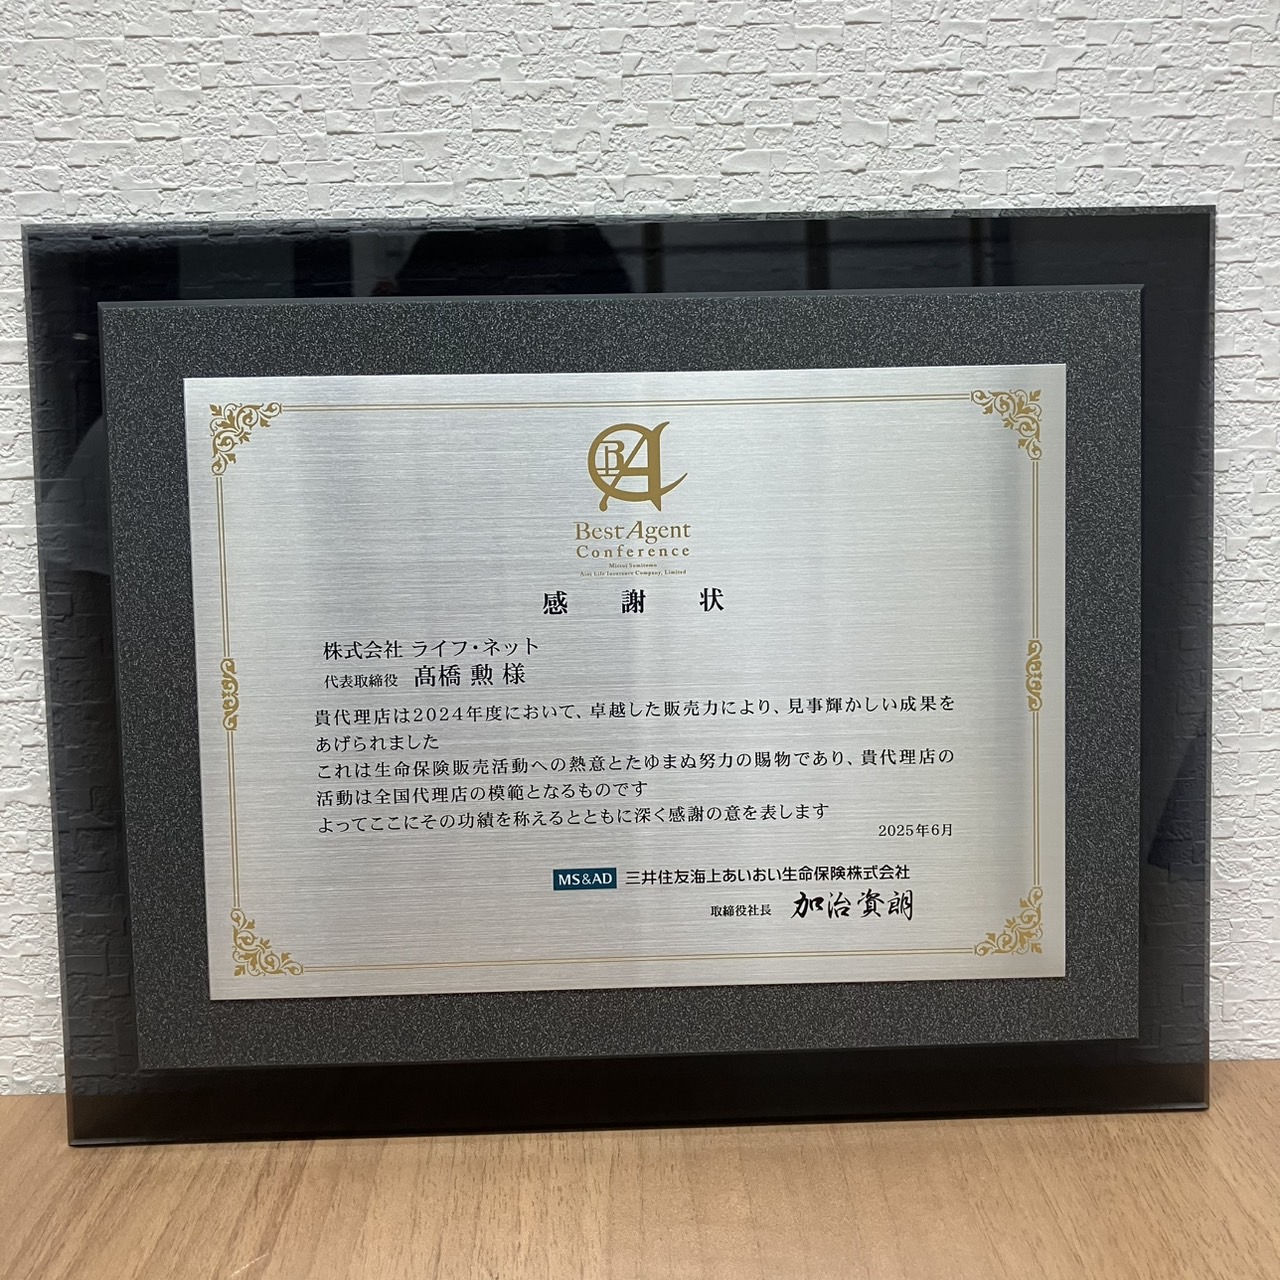 BA
Best Agent
Conference
Mitsui Sumitomo
Aioi Life Insurance Company, Limited
感 謝 状
株式会社 ライフ・ネット
代表取締役 髙橋 勲 様
貴代理店は2024年度において、卓越した販売力により、見事輝かしい成果を
あげられました
これは生命保険販売活動への熱意とたゆまぬ努力の賜物であり、貴代理店の
活動は全国代理店の模範となるものです
よってここにその功績を称えるとともに深く感謝の意を表します
2025年6月
MS&AD 三井住友海上あいおい生命保険株式会社
取締役社長 加治資朗